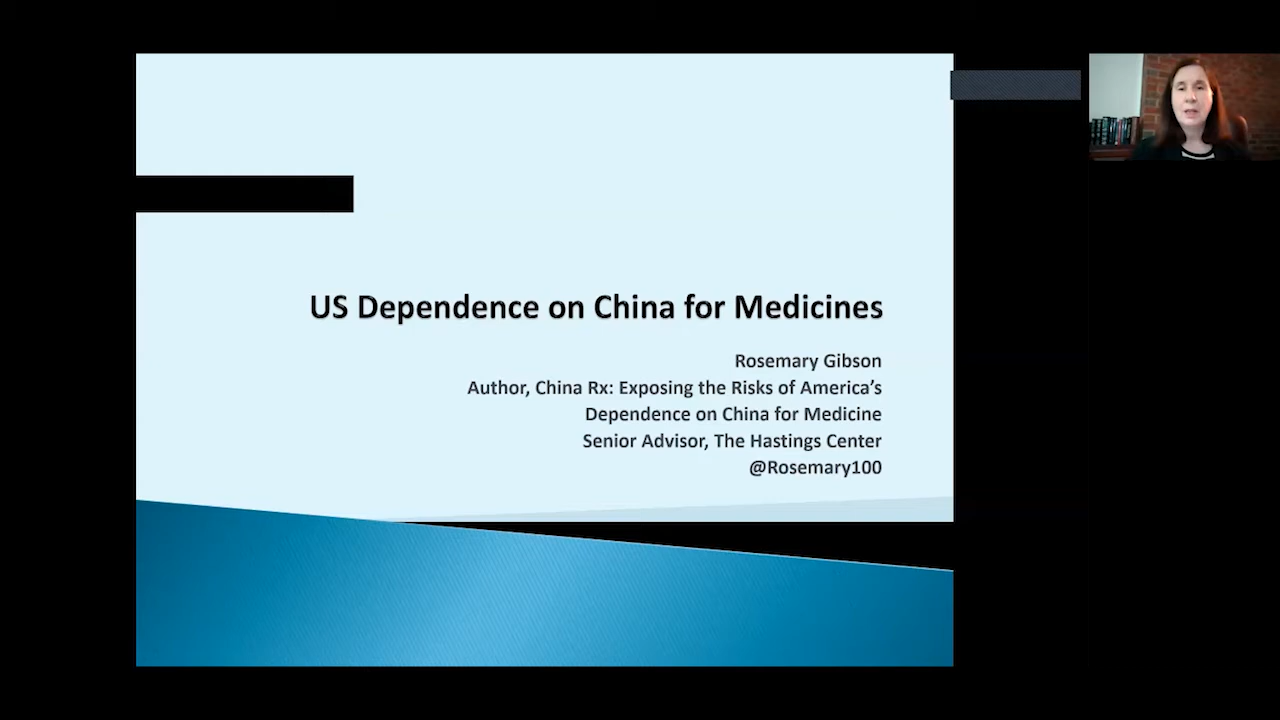 US Dependence on China for Medicines
Rosemary Gibson
Author, China Rx: Exposing the Risks of America’s
Dependence on China for Medicine
Senior Advisor, The Hastings Center
@Rosemary100